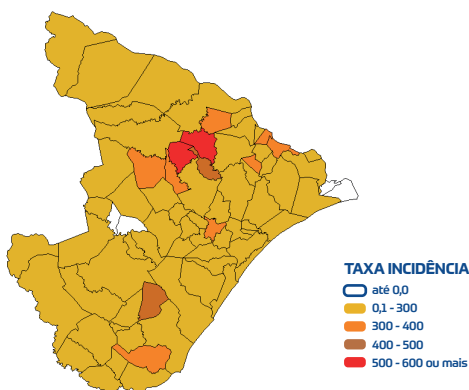 TAXA INCIDÊNCIA
até 0,0
0,1 - 300
300 - 400
400 - 500
500 - 600 ou mais